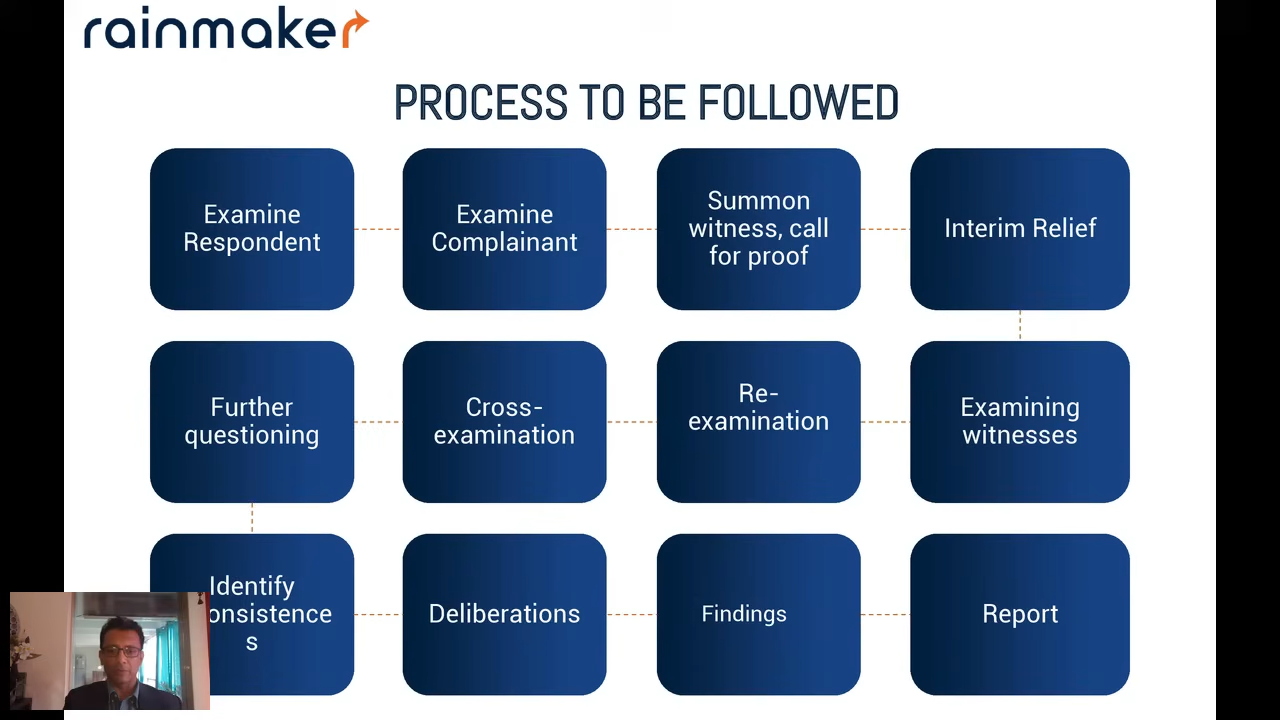 rainmaker
PROCESS TO BE FOLLOWED
Examine
Respondent
Examine
Complainant
Summon
witness, call
for proof
Interim Relief
Further
questioning
Cross-
examination
Re-
examination
Examining
witnesses
Identify
onsistence
s
Deliberations
Findings
Report